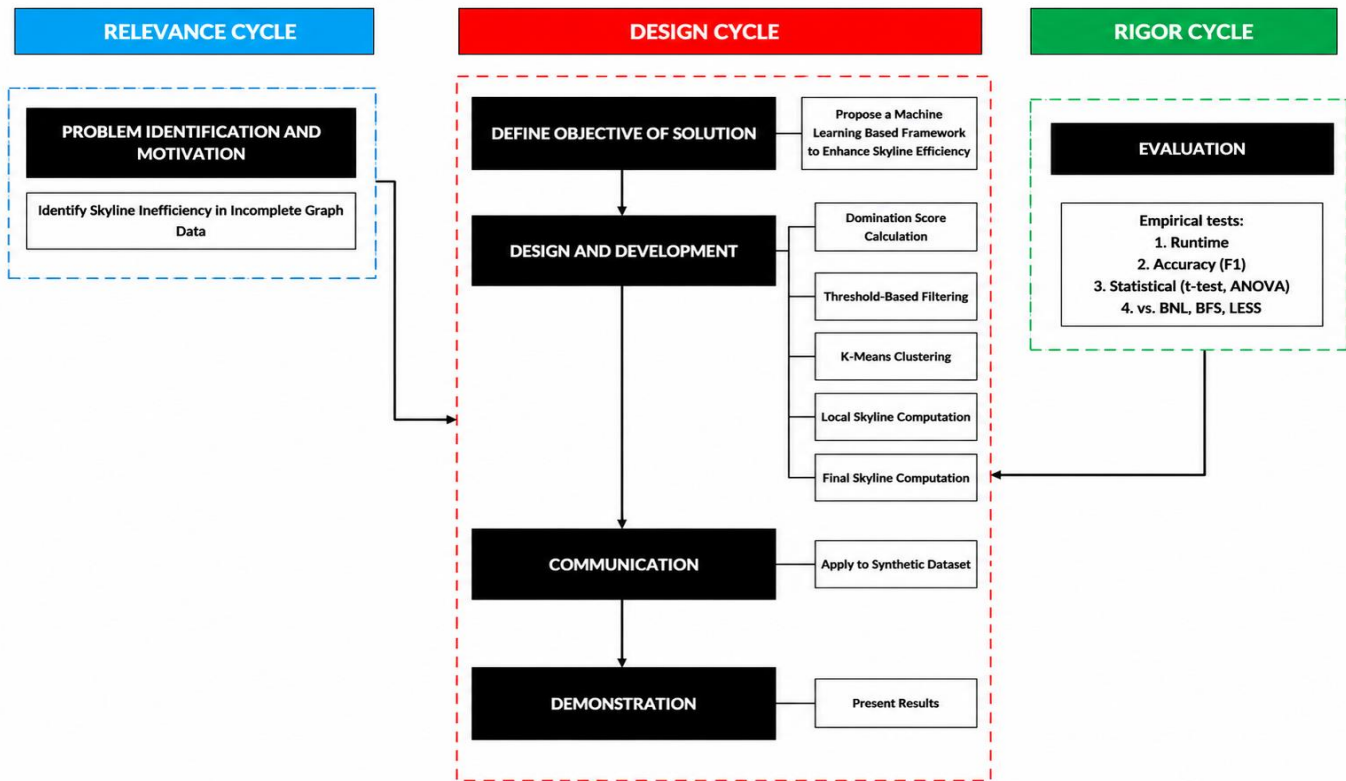 RELEVANCE CYCLE
PROBLEM IDENTIFICATION AND
MOTIVATION
Identify Skyline Inefficiency in Incomplete Graph
Data
DESIGN CYCLE
DEFINE OBJECTIVE OF SOLUTION
Propose a Machine
Learning Based Framework
to Enhance Skyline Efficiency
DESIGN AND DEVELOPMENT
Domination Score
Calculation
Threshold-Based Filtering
K-Means Clustering
Local Skyline Computation
Final Skyline Computation
COMMUNICATION
Apply to Synthetic Dataset
DEMONSTRATION
Present Results
RIGOR CYCLE
EVALUATION
Empirical tests:
1. Runtime
2. Accuracy (F1)
3. Statistical (t-test, ANOVA)
4. vs. BNL, BFS, LESS